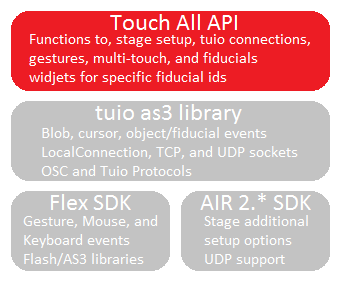 Touch All API
Functions to, stage setup, tuio connections,
gestures, multi-touch, and fiducials
widjets for specific fiducial ids
tuio as3 library
Blob, cursor, object/fiducial events
LocalConnection, TCP, and UDP sockets
OSC and Tuio Protocols
Flex SDK
Gesture, Mouse, and
Keyboard events
Flash/AS3 libraries
AIR 2.* SDK
Stage additional
setup options
UDP support